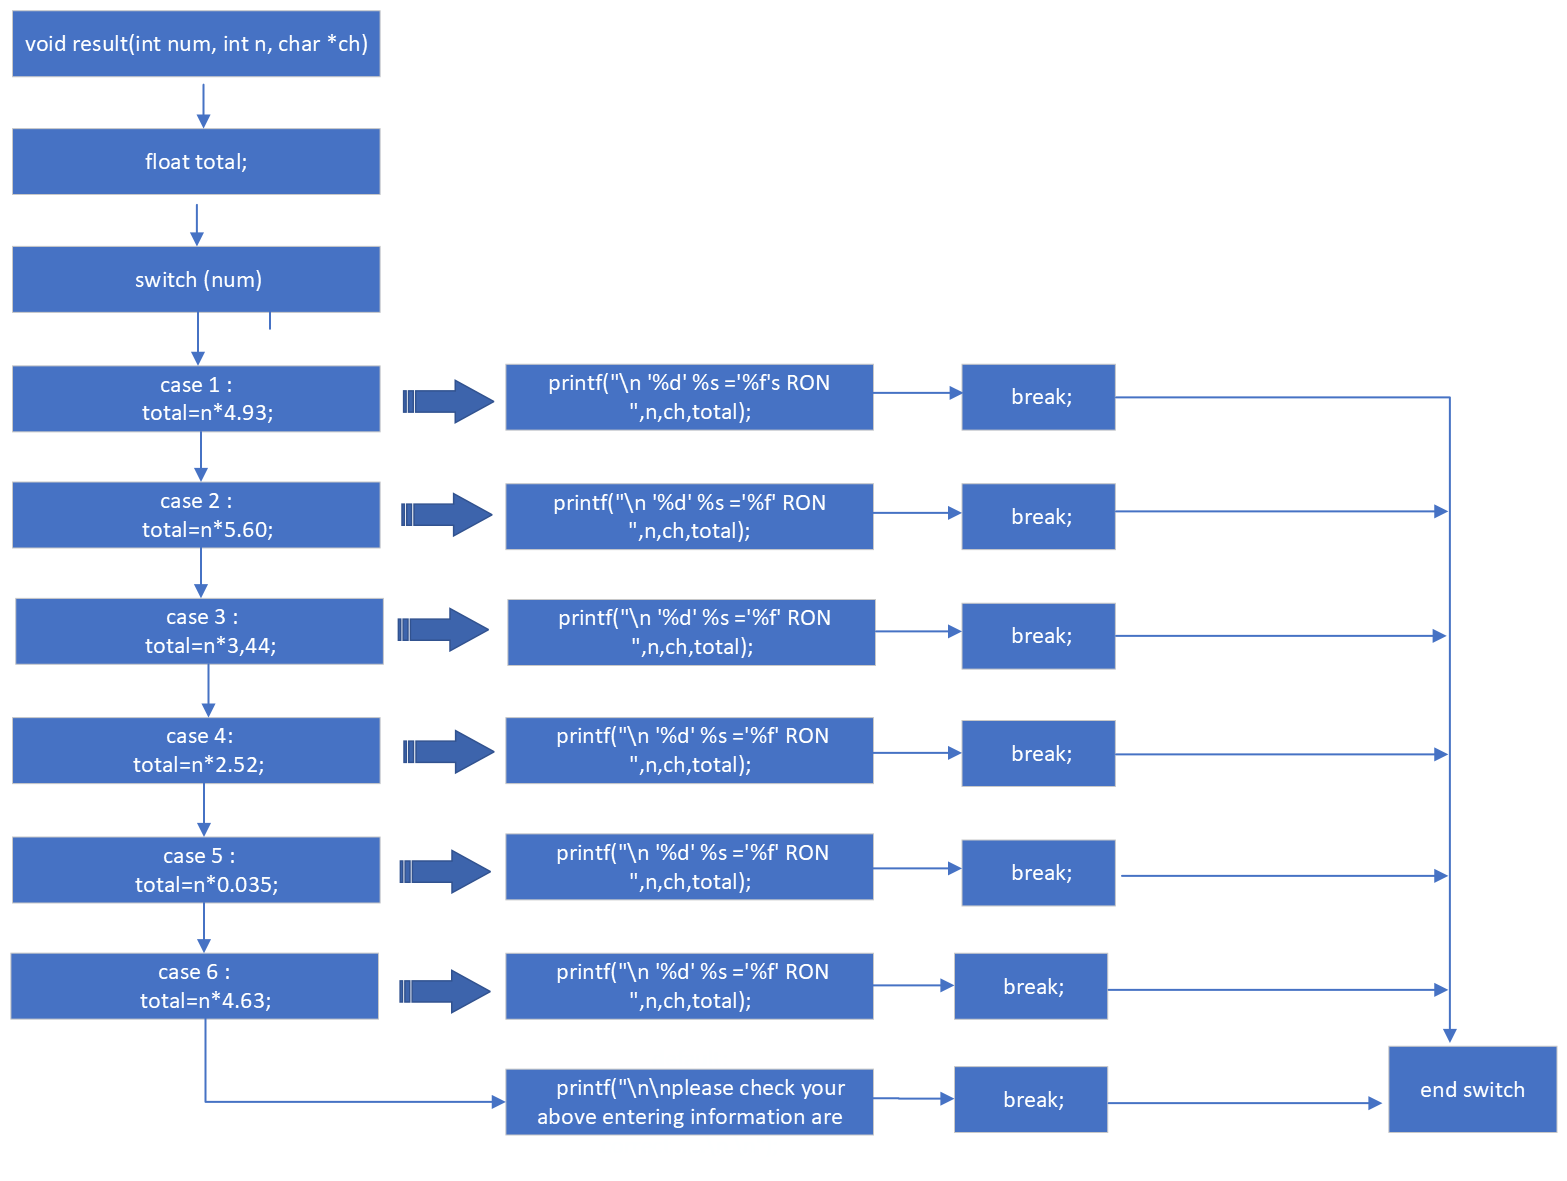 void result(int num, int n, char *ch)
float total;
switch (num)
case 1 :
total=n*4.93;
printf("\n '%d' %s ='%f's RON
",n,ch,total);
break;
case 2 :
total=n*5.60;
printf("\n '%d' %s ='%f' RON
",n,ch,total);
break;
case 3 :
total=n*3,44;
printf("\n '%d' %s ='%f' RON
",n,ch,total);
break;
case 4:
total=n*2.52;
printf("\n '%d' %s ='%f' RON
",n,ch,total);
break;
case 5 :
total=n*0.035;
printf("\n '%d' %s ='%f' RON
",n,ch,total);
break;
case 6 :
total=n*4.63;
printf("\n '%d' %s ='%f' RON
",n,ch,total);
break;
printf("\n\nplease check your
above entering information are
break;
end switch